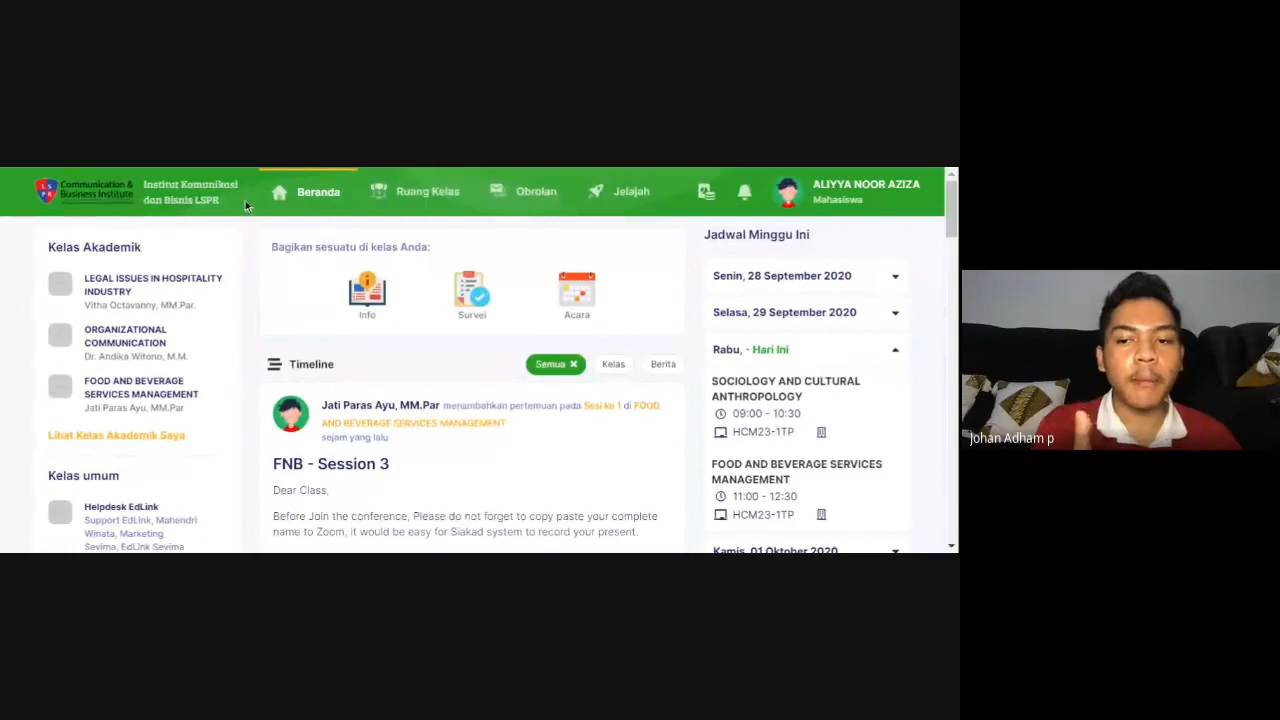 Communication &
Business Institute
Institut Komunikasi
dan Bisnis LSPR
Beranda
Ruang Kelas
Obrolan
Jelajah
ALIYYA NOOR AZIZA
Mahasiswa
Kelas Akademik
LEGAL ISSUES IN HOSPITALITY
INDUSTRY
Vitha Octavanny, MM.Par.
ORGANIZATIONAL
COMMUNICATION
Dr. Andika Witono, M.M.
FOOD AND BEVERAGE
SERVICES MANAGEMENT
Jati Paras Ayu, MM.Par
Lihat Kelas Akademik Saya
Kelas umum
Helpdesk EdLink
Support EdLink, Mahendri
Winata, Marketing
Sevima, EdLink Sevima
Bagikan sesuatu di kelas Anda:
Info
Survei
Acara
Timeline
Semua ×
Kelas
Berita
Jati Paras Ayu, MM.Par menambahkan pertemuan pada Sesi ke 1 di FOOD
AND BEVERAGE SERVICES MANAGEMENT
sejam yang lalu
FNB - Session 3
Dear Class,
Before Join the conference, Please do not forget to copy paste your complete
name to Zoom, it would be easy for Siakad system to record your present.
Jadwal Minggu Ini
Senin, 28 September 2020
Selasa, 29 September 2020
Rabu, - Hari Ini
SOCIOLOGY AND CULTURAL
ANTHROPOLOGY
09:00 - 10:30
HCM23-1TP
FOOD AND BEVERAGE SERVICES
MANAGEMENT
11:00 - 12:30
HCM23-1TP
Kamis, 01 Oktober 2020
Johan Adham p